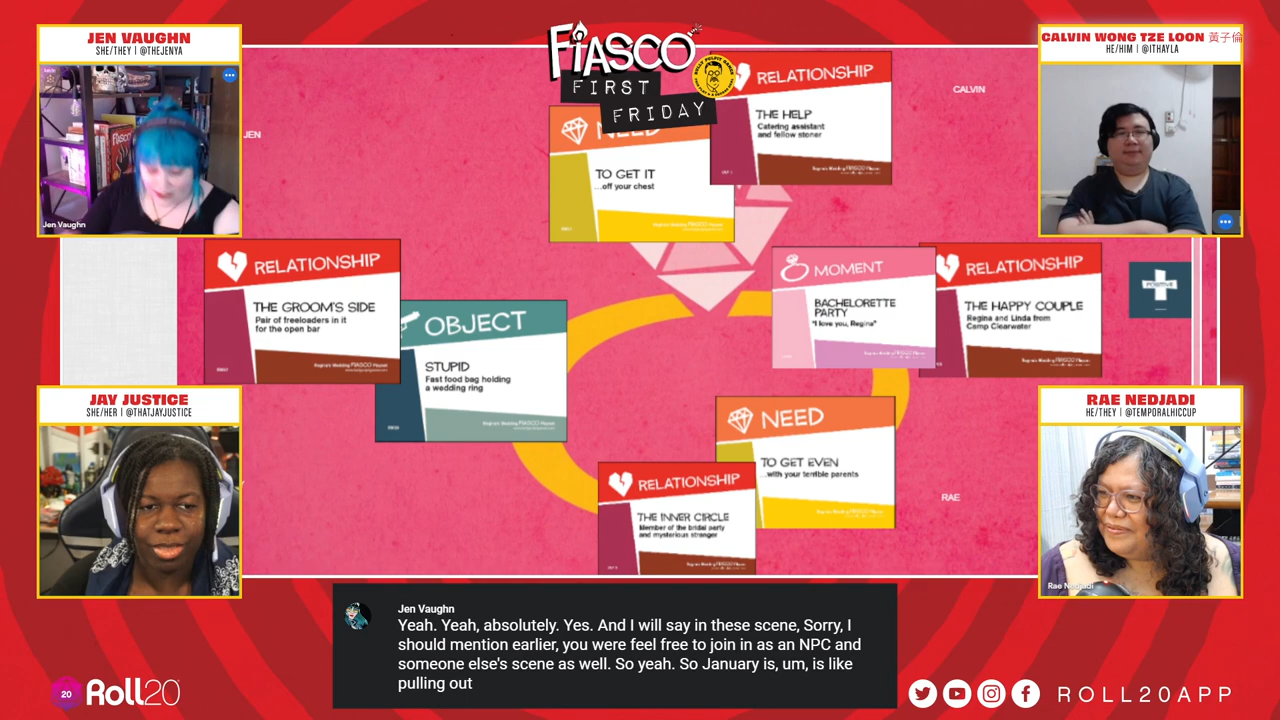 JEN VAUGHN
SHE/THEY | @THEJENYA
Jen Vaughn
JEN
FIASCO
FIRST
FRIDAY
CALVIN WONG TZE LOON 黃子倫
HE/HIM | @ITHAYLA
CALVIN
RELATIONSHIP
THE HELP
Catering assistant
and fellow stoner
NEED
TO GET IT
...off your chest
RELATIONSHIP
THE GROOM'S SIDE
Pair of freeloaders in it
for the open bar
OBJECT
STUPID
Fast food bag holding
a wedding ring
MOMENT
BACHELORETTE
PARTY
"I love you, Regina"
RELATIONSHIP
THE HAPPY COUPLE
Regina and Linda from
Camp Clearwater
POSITIVE
NEED
TO GET EVEN
...with your terrible parents
RELATIONSHIP
THE INNER CIRCLE
Member of the bridal party
and mysterious stranger
RAE
JAY JUSTICE
SHE/HER | @THATJAYJUSTICE
RAE NEDJADI
HE/THEY | @TEMPORALHICCUP
Rae Nedjadi
Jen Vaughn
Yeah. Yeah, absolutely. Yes. And I will say in these scene, Sorry, I
should mention earlier, you were feel free to join in as an NPC and
someone else's scene as well. So yeah. So January is, um, is like
pulling out
20
Roll20
ROLL20APP